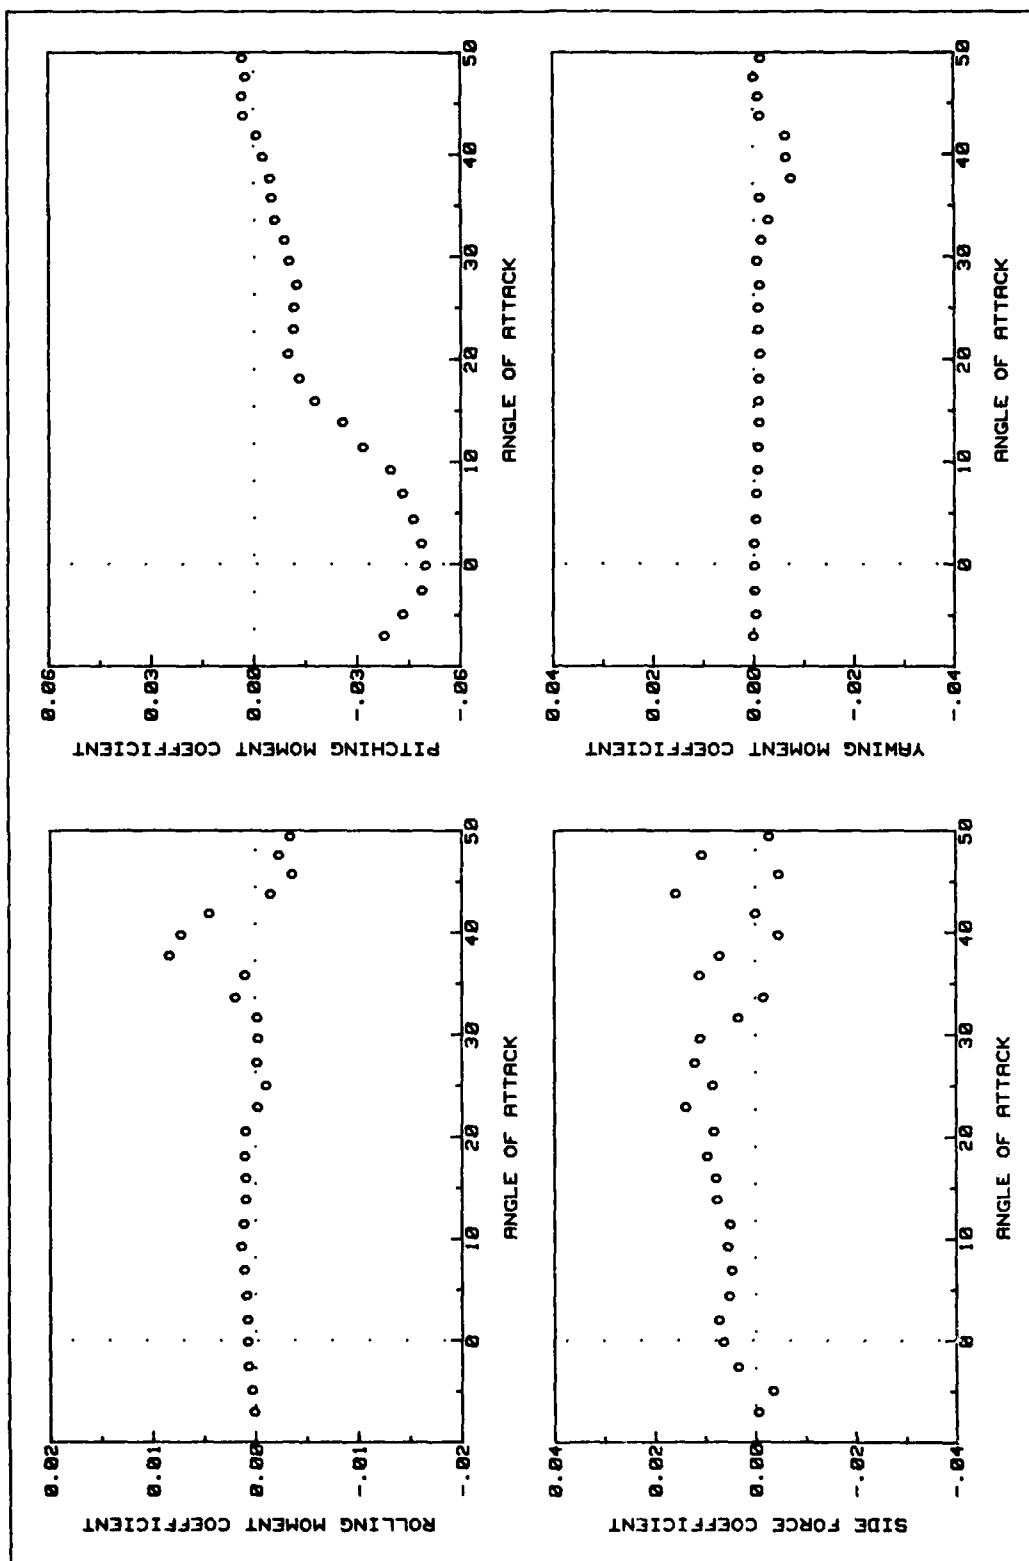 0.02
0.01
0.00
-.01
-.02
ROLLING MOMENT COEFFICIENT
0 10 20 30 40 50
ANGLE OF ATTACK
0.06
0.03
0.00
-.03
-.06
PITCHING MOMENT COEFFICIENT
0 10 20 30 40 50
ANGLE OF ATTACK
0.04
0.02
0.00
-.02
-.04
SIDE FORCE COEFFICIENT
0 10 20 30 40 50
ANGLE OF ATTACK
0.04
0.02
0.00
-.02
-.04
YAWING MOMENT COEFFICIENT
0 10 20 30 40 50
ANGLE OF ATTACK